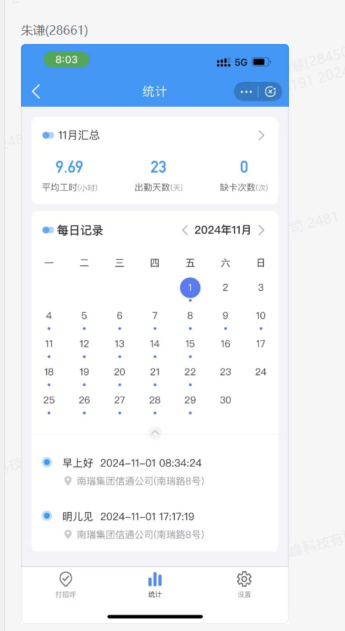 朱谦(28661)
8:03
5G
统计
11月汇总
9.69 23 0
平均工时(小时) 出勤天数(天) 缺卡次数(次)
每日记录 2024年11月
一 二 三 四 五 六 日
1 2 3
4 5 6 7 8 9 10
11 12 13 14 15 16 17
18 19 20 21 22 23 24
25 26 27 28 29 30
早上好 2024-11-01 08:34:24
南瑞集团信通公司(南瑞路8号)
明儿见 2024-11-01 17:17:19
南瑞集团信通公司(南瑞路8号)
打招呼 统计 设置